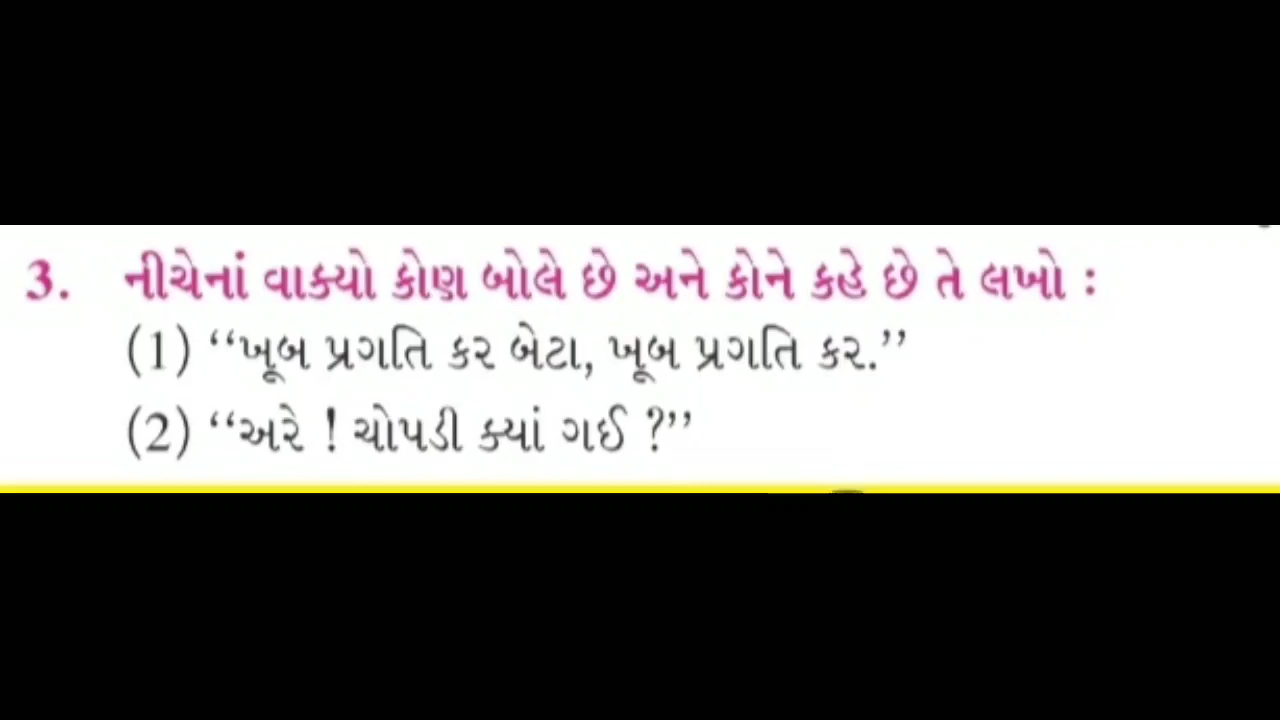 3. નીચેનાં વાક્યો કોણ બોલે છે અને કોને કહે છે તે લખો :
(1) “ખૂબ પ્રગતિ કર બેટા, ખૂબ પ્રગતિ કર.”
(2) “અરે ! ચોપડી ક્યાં ગઈ ?”